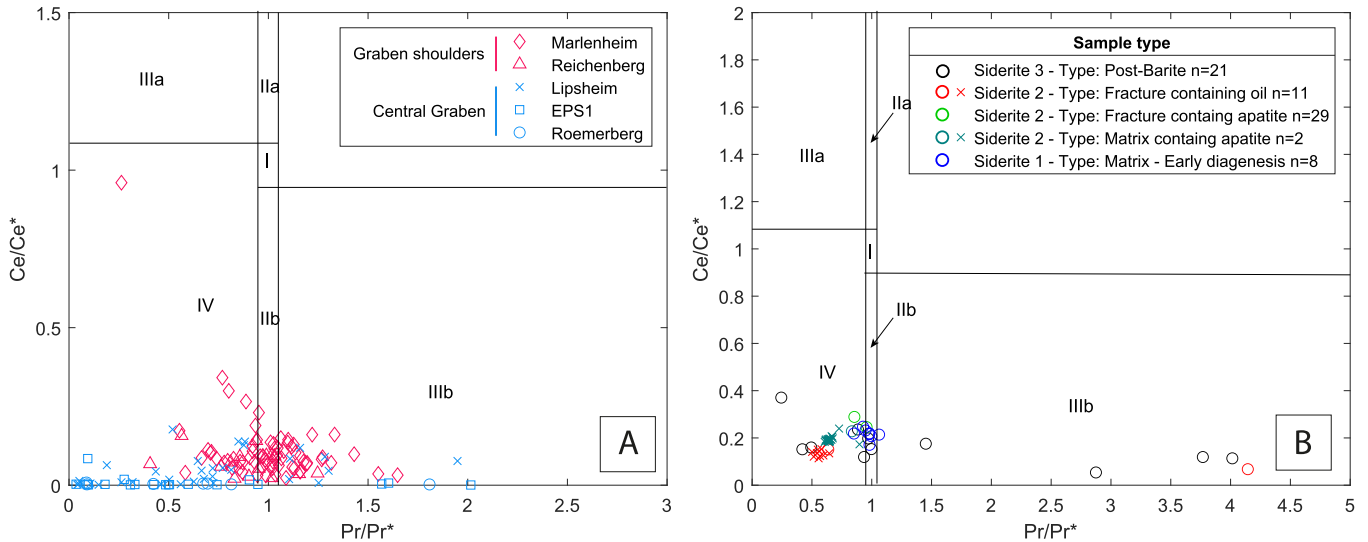 1.5
1
0.5
0
0
0.5
1
1.5
2
2.5
3
Ce/Ce*
Pr/Pr*
IIIa
IIa
I
IV
IIb
IIIb
Graben shoulders
Marlenheim
Reichenberg
Central Graben
Lipsheim
EPS1
Roemerberg
A
2
1.8
1.6
1.4
1.2
1
0.8
0.6
0.4
0.2
0
0
0.5
1
1.5
2
2.5
3
3.5
4
4.5
5
Ce/Ce*
Pr/Pr*
Sample type
Siderite 3 - Type: Post-Barite n=21
Siderite 2 - Type: Fracture containing oil n=11
Siderite 2 - Type: Fracture containg apatite n=29
Siderite 2 - Type: Matrix containg apatite n=2
Siderite 1 - Type: Matrix - Early diagenesis n=8
IIa
IIIa
I
IIb
IV
IIIb
B